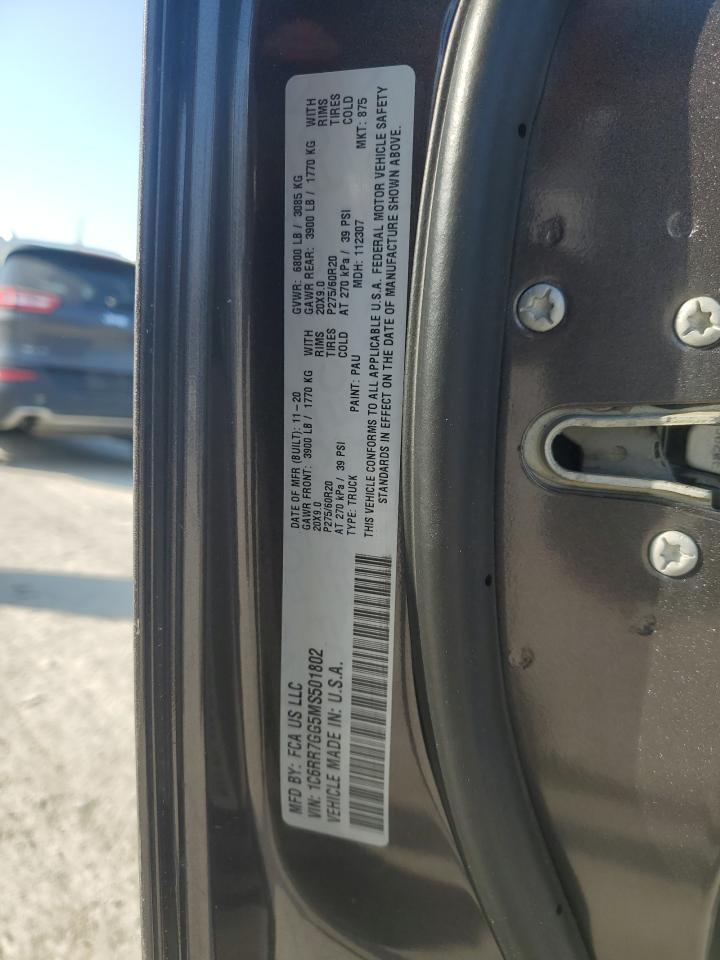 MFD BY: FCA US LLC
VIN: 1C6RR7GG5MS501802
VEHICLE MADE IN: U.S.A.
DATE OF MFR (BUILT): 11-20 GVWR: 6800 LB / 3085 KG
GAWR FRONT: 3900 LB / 1770 KG WITH GAWR REAR: 3900 LB / 1770 KG WITH
20X9.0 RIMS 20X9.0 RIMS
P275/60R20 TIRES P275/60R20 TIRES
AT 270 kPa / 39 PSI COLD AT 270 kPa / 39 PSI COLD
TYPE: TRUCK PAINT: PAU MDH: 112307 MKT: 875
THIS VEHICLE CONFORMS TO ALL APPLICABLE U.S.A. FEDERAL MOTOR VEHICLE SAFETY
STANDARDS IN EFFECT ON THE DATE OF MANUFACTURE SHOWN ABOVE.